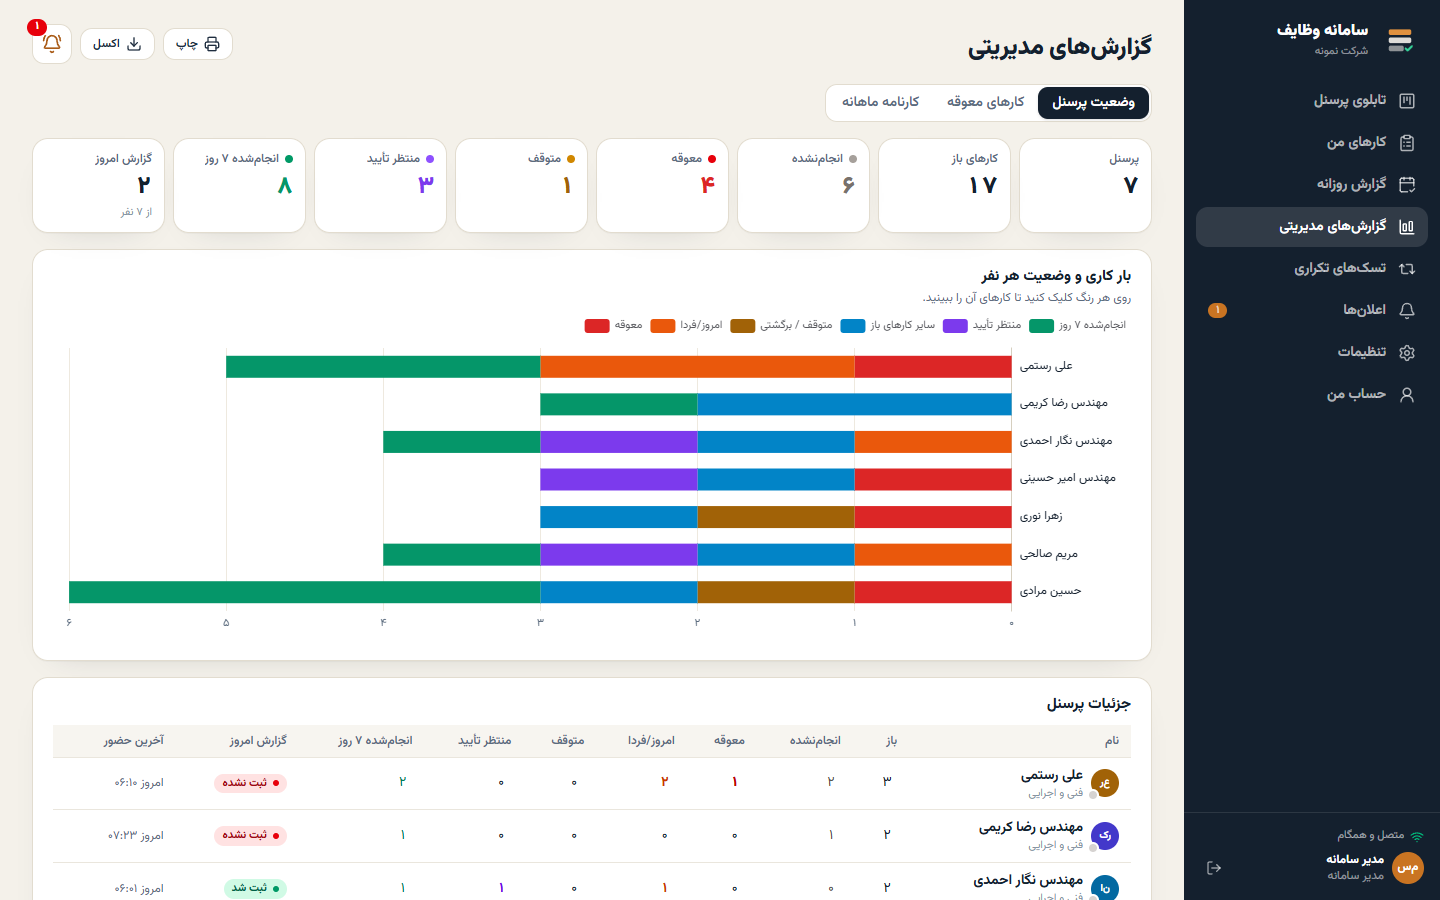 سامانه وظایف
شرکت نمونه
تابلوی پرسنل
کارهای من
گزارش روزانه
گزارش‌های مدیریتی
تسک‌های تکراری
اعلان‌ها ۱
تنظیمات
حساب من
متصل و همگام
مس
مدیر سامانه
مدیر سامانه
گزارش‌های مدیریتی
چاپ
اکسل
۱
وضعیت پرسنل کارهای معوقه کارنامه ماهانه
پرسنل
۷
کارهای باز
۱۷
انجام‌نشده
۶
معوقه
۴
متوقف
۱
منتظر تأیید
۳
انجام‌شده ۷ روز
۸
گزارش امروز
۲
از ۷ نفر
بار کاری و وضعیت هر نفر
روی هر رنگ کلیک کنید تا کارهای آن را ببینید.
انجام‌شده ۷ روز منتظر تأیید سایر کارهای باز متوقف / برگشتی امروز/فردا معوقه
علی رستمی
مهندس رضا کریمی
مهندس نگار احمدی
مهندس امیر حسینی
زهرا نوری
مریم صالحی
حسین مرادی
۰ ۱ ۲ ۳ ۴ ۵ ۶
جزئیات پرسنل
نام باز انجام‌نشده معوقه امروز/فردا متوقف منتظر تأیید انجام‌شده ۷ روز گزارش امروز آخرین حضور
عر علی رستمی ۳ ۲ ۱ ۲ ۰ ۰ ۲ ثبت نشده امروز ۰۶:۱۰
فنی و اجرایی
رک مهندس رضا کریمی ۲ ۱ ۰ ۰ ۰ ۰ ۱ ثبت نشده امروز ۰۷:۲۳
فنی و اجرایی
نا مهندس نگار احمدی ۲ ۰ ۰ ۱ ۰ ۱ ۱ ثبت شد امروز ۰۶:۰۱
فنی و اجرایی